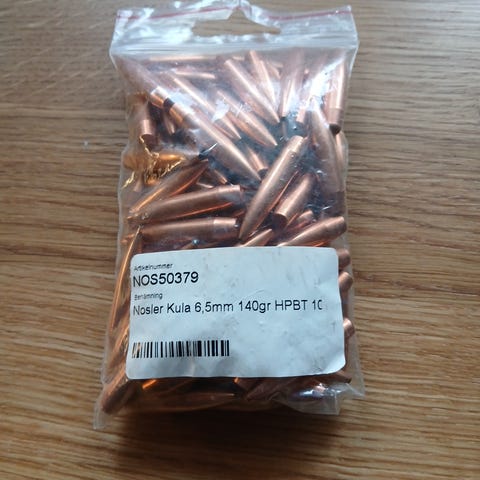 Artikelnummer
NOS50379
Benämning
Nosler Kula 6,5mm 140gr HPBT 10